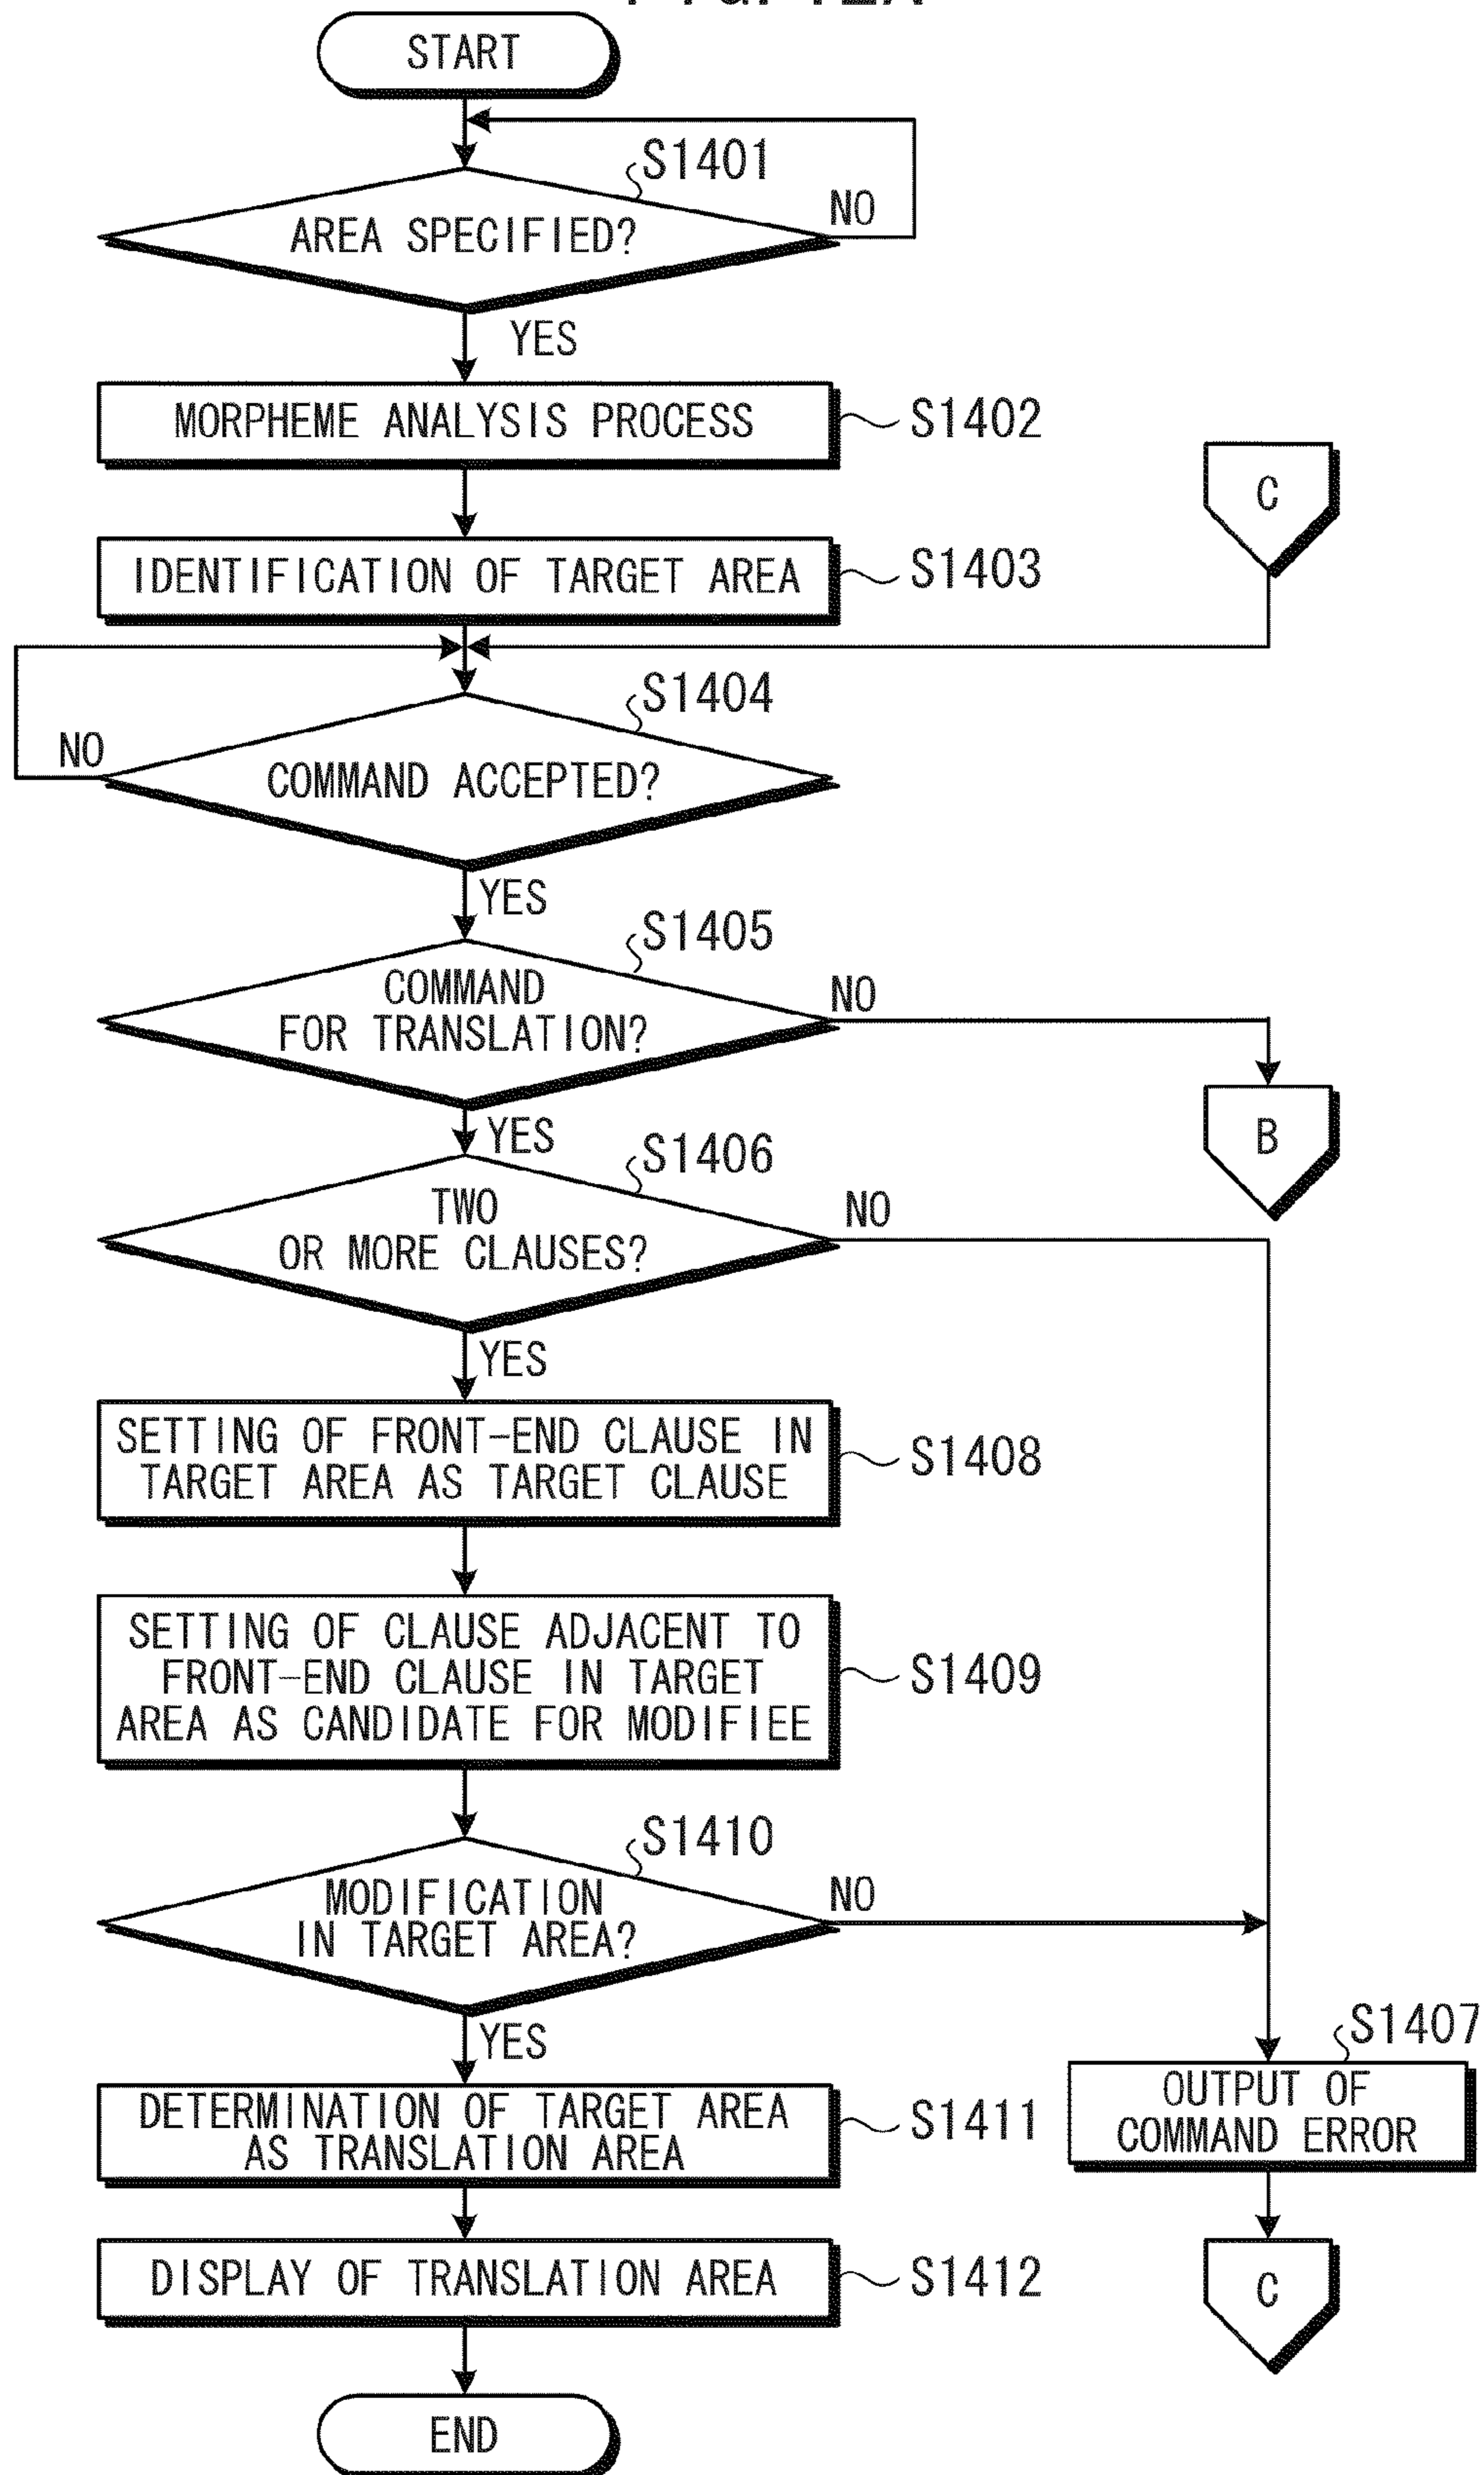 START
S1401
NO
AREA SPECIFIED?
YES
MORPHEME ANALYSIS PROCESS
S1402
C
IDENTIFICATION OF TARGET AREA
S1403
S1404
NO
COMMAND ACCEPTED?
YES
S1405
COMMAND
FOR TRANSLATION?
NO
B
YES
S1406
TWO
OR MORE CLAUSES?
NO
YES
SETTING OF FRONT-END CLAUSE IN
TARGET AREA AS TARGET CLAUSE
S1408
SETTING OF CLAUSE ADJACENT TO
FRONT-END CLAUSE IN TARGET
AREA AS CANDIDATE FOR MODIFIEE
S1409
S1410
MODIFICATION
IN TARGET AREA?
NO
YES
S1407
OUTPUT OF
COMMAND ERROR
DETERMINATION OF TARGET AREA
AS TRANSLATION AREA
S1411
DISPLAY OF TRANSLATION AREA
S1412
C
END